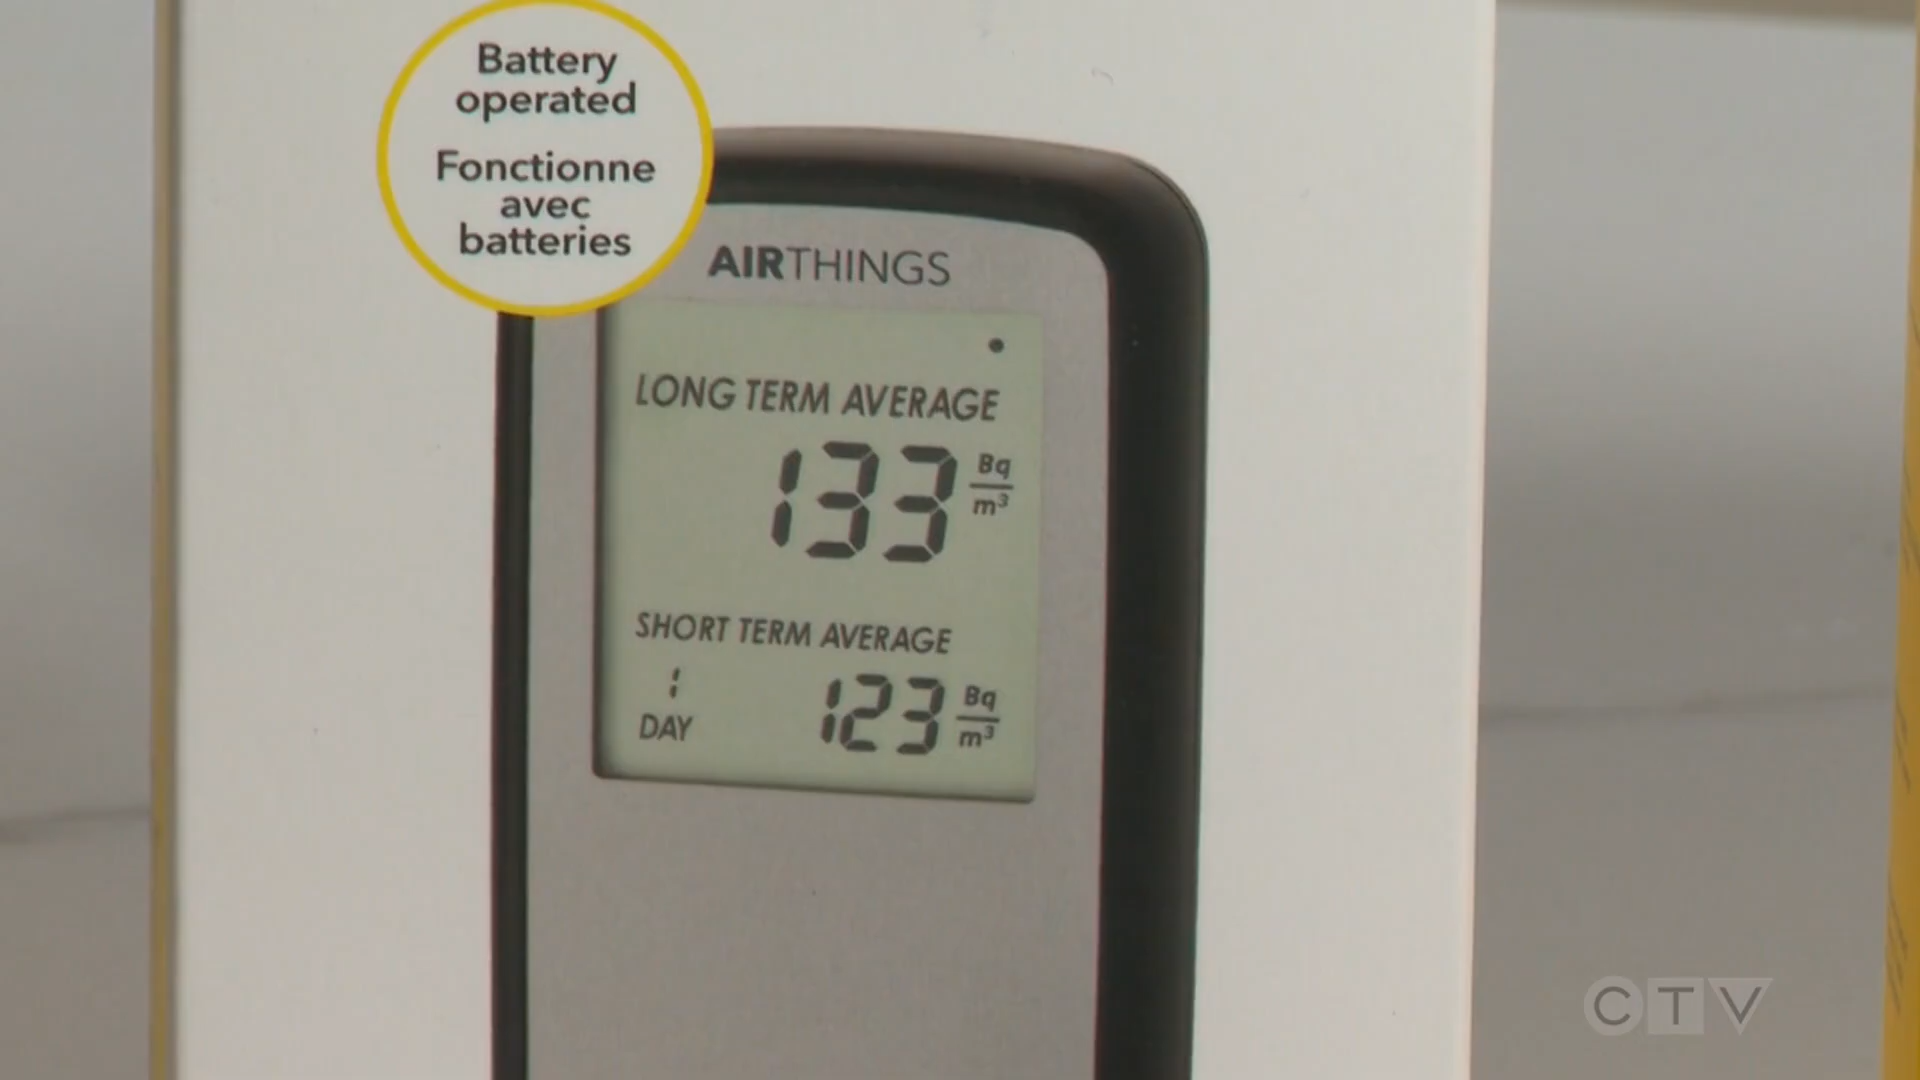 Battery
operated
Fonctionne
avec
batteries
AIRTHINGS
LONG TERM AVERAGE
133 Bq/m³
SHORT TERM AVERAGE
1
DAY
123 Bq/m³
CTV